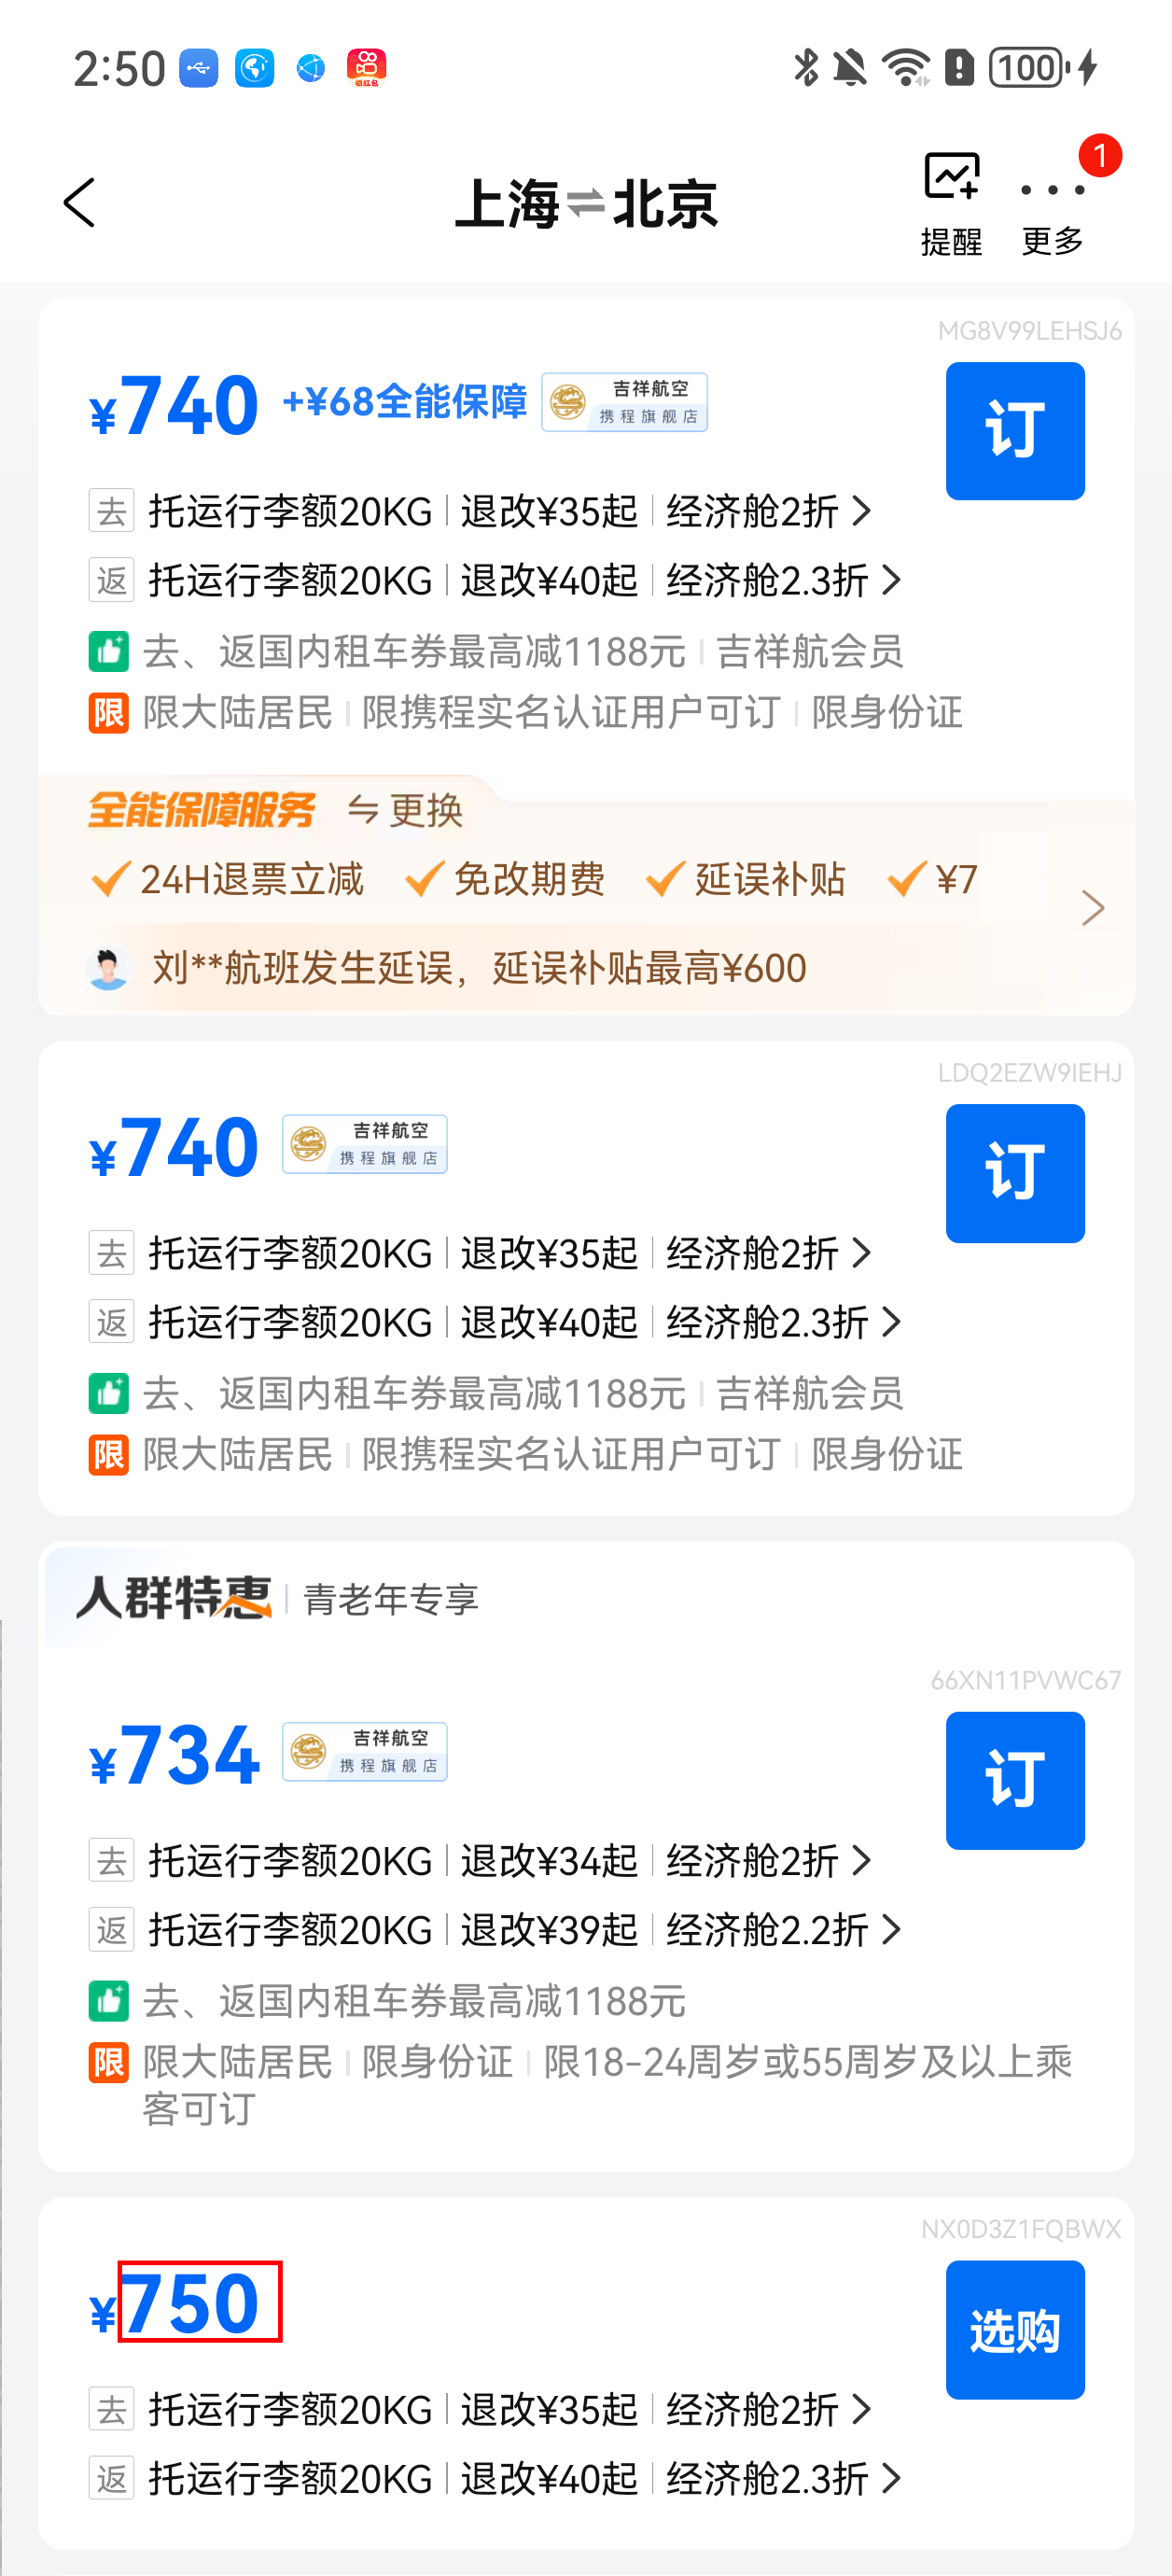 2:50
领红包
100
上海⇌北京
提醒
更多
1
MG8V99LEHSJ6
¥740 +¥68全能保障 吉祥航空 携程旗舰店
订
去 托运行李额20KG 退改¥35起 经济舱2折
返 托运行李额20KG 退改¥40起 经济舱2.3折
去、返国内租车券最高减1188元 吉祥航会员
限 限大陆居民 限携程实名认证用户可订 限身份证
全能保障服务 更换
24H退票立减 免改期费 延误补贴 ¥7
刘**航班发生延误，延误补贴最高¥600
LDQ2EZW9IEHJ
¥740 吉祥航空 携程旗舰店
订
去 托运行李额20KG 退改¥35起 经济舱2折
返 托运行李额20KG 退改¥40起 经济舱2.3折
去、返国内租车券最高减1188元 吉祥航会员
限 限大陆居民 限携程实名认证用户可订 限身份证
人群特惠 青老年专享
66XN11PVWC67
¥734 吉祥航空 携程旗舰店
订
去 托运行李额20KG 退改¥34起 经济舱2折
返 托运行李额20KG 退改¥39起 经济舱2.2折
去、返国内租车券最高减1188元
限 限大陆居民 限身份证 限18-24周岁或55周岁及以上乘
客可订
NX0D3Z1FQBWX
¥750
选购
去 托运行李额20KG 退改¥35起 经济舱2折
返 托运行李额20KG 退改¥40起 经济舱2.3折